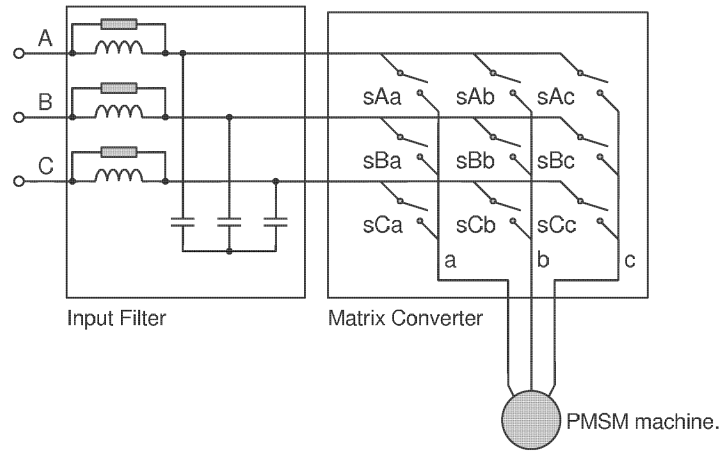 A
B
C
sAa sAb sAc
sBa sBb sBc
sCa sCb sCc
a b c
Input Filter
Matrix Converter
PMSM machine.